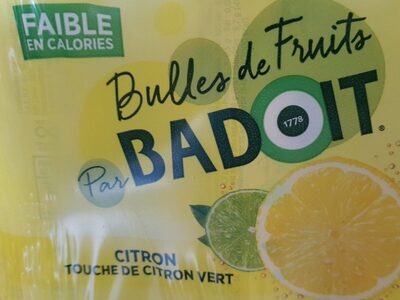 FAIBLE
EN CALORIES
Bulles de Fruits
Par BADOIT®
1778
CITRON
TOUCHE DE CITRON VERT